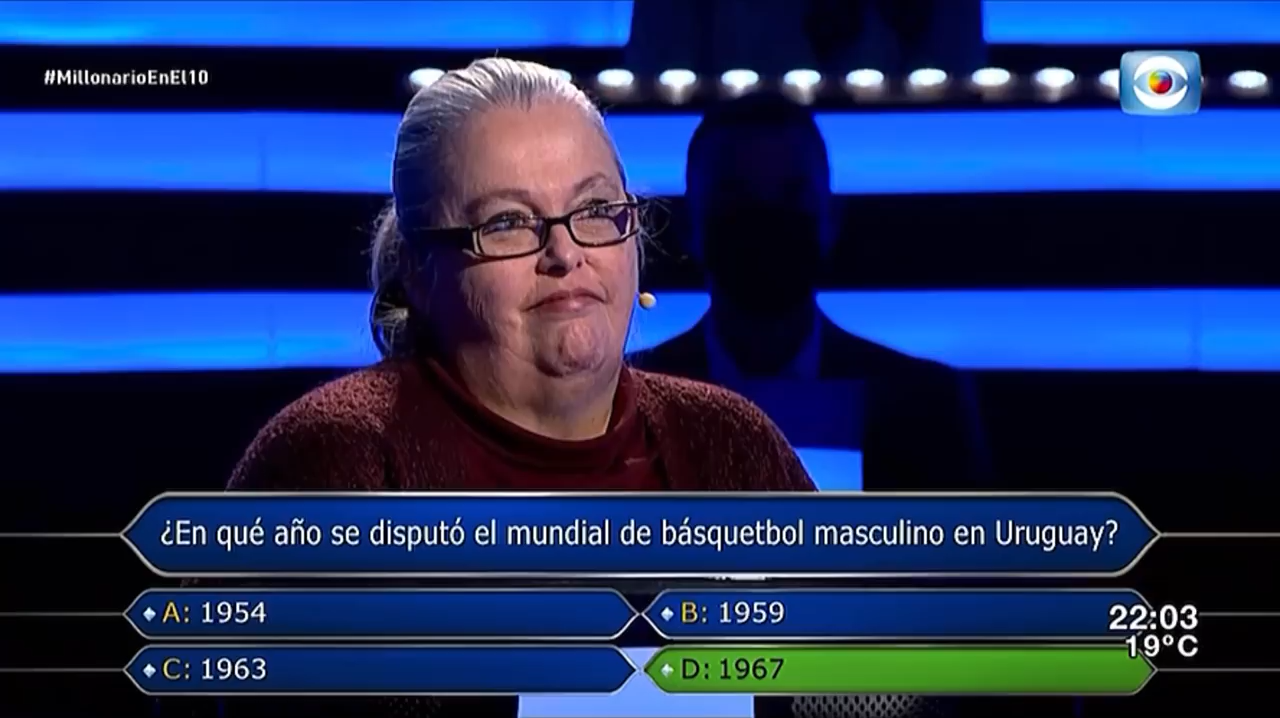 #MillonarioEnEl10
¿En qué año se disputó el mundial de básquetbol masculino en Uruguay?
A: 1954
B: 1959
22:03
19°C
C: 1963
D: 1967